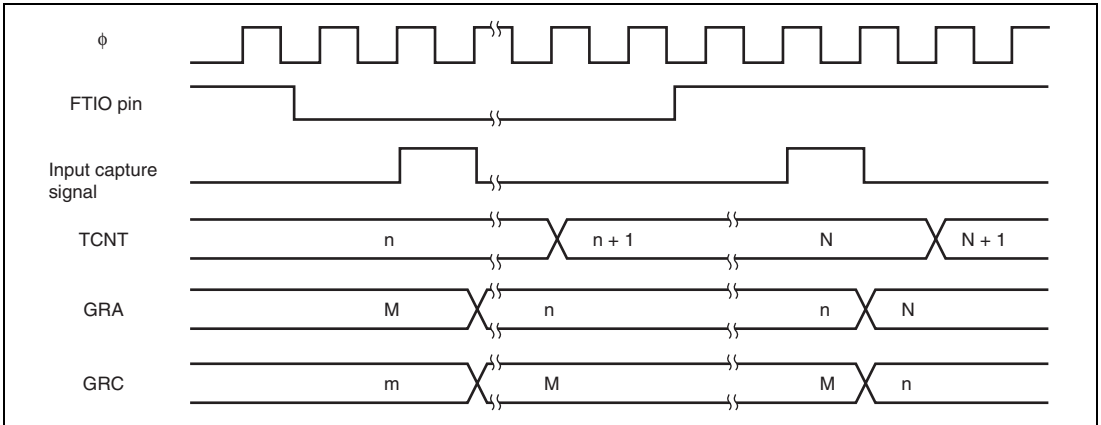 ϕ
FTIO pin
Input capture
signal
TCNT n n + 1 N N + 1
GRA M n n N
GRC m M M n